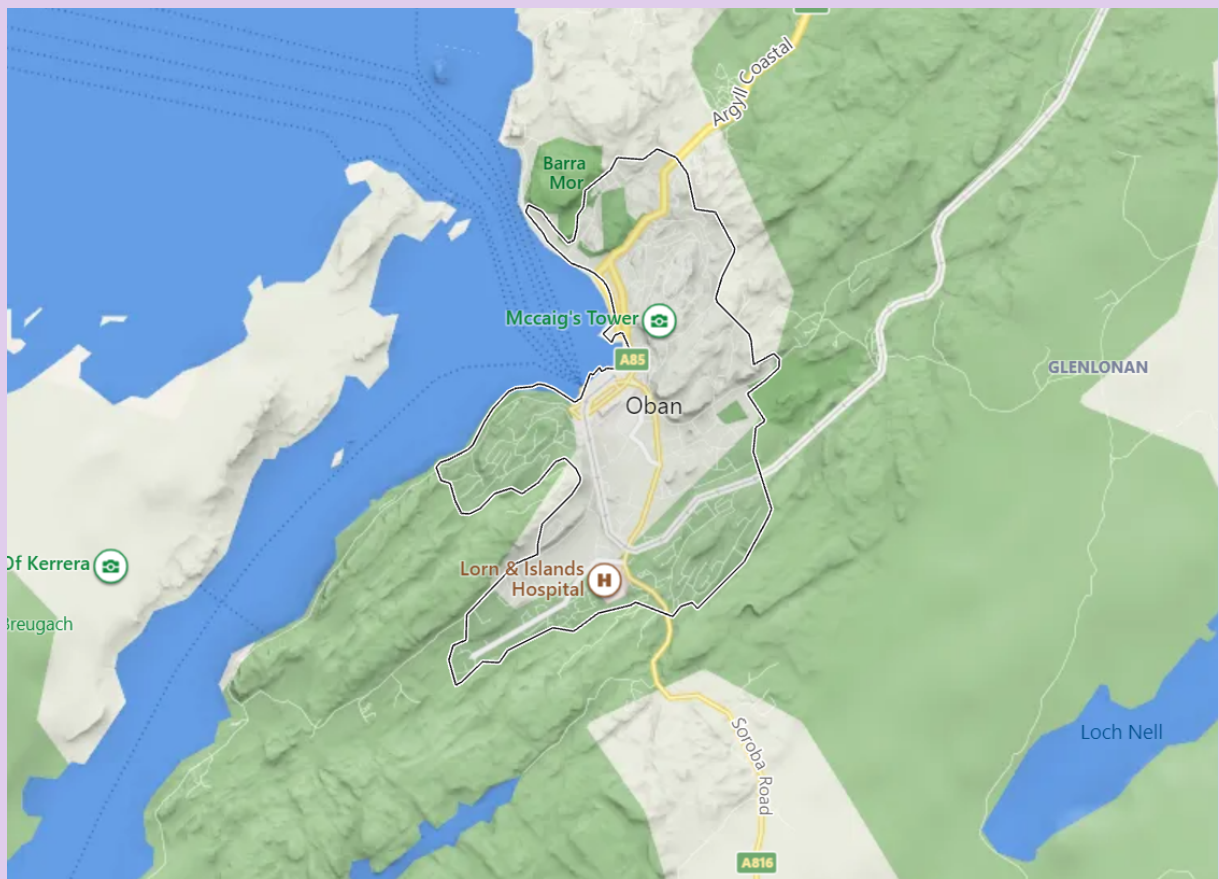 Argyll Coastal
Barra
Mor
Mccaig's Tower
A85
GLENLONAN
Oban
Of Kerrera
Lorn & Islands
Hospital
H
Breugach
Soroba Road
Loch Nell
A816